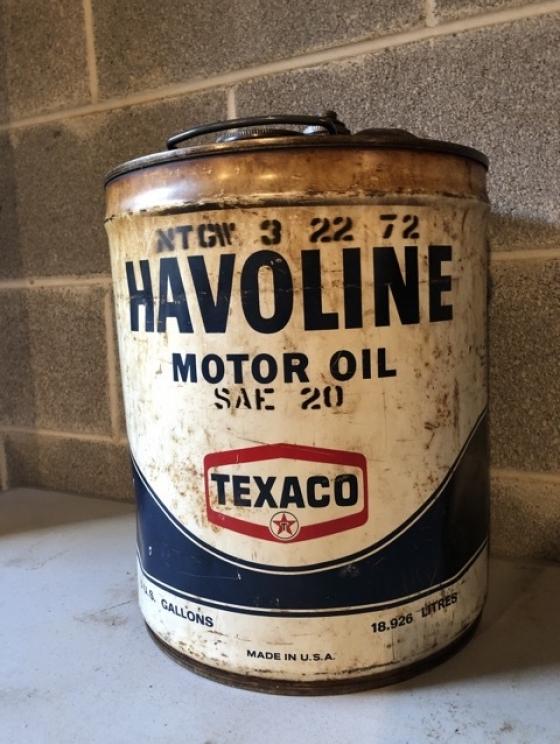 NTGW 3 22 72
HAVOLINE
MOTOR OIL
SAE 20
TEXACO
T
U.S. GALLONS
18.926 LITRES
MADE IN U.S.A.